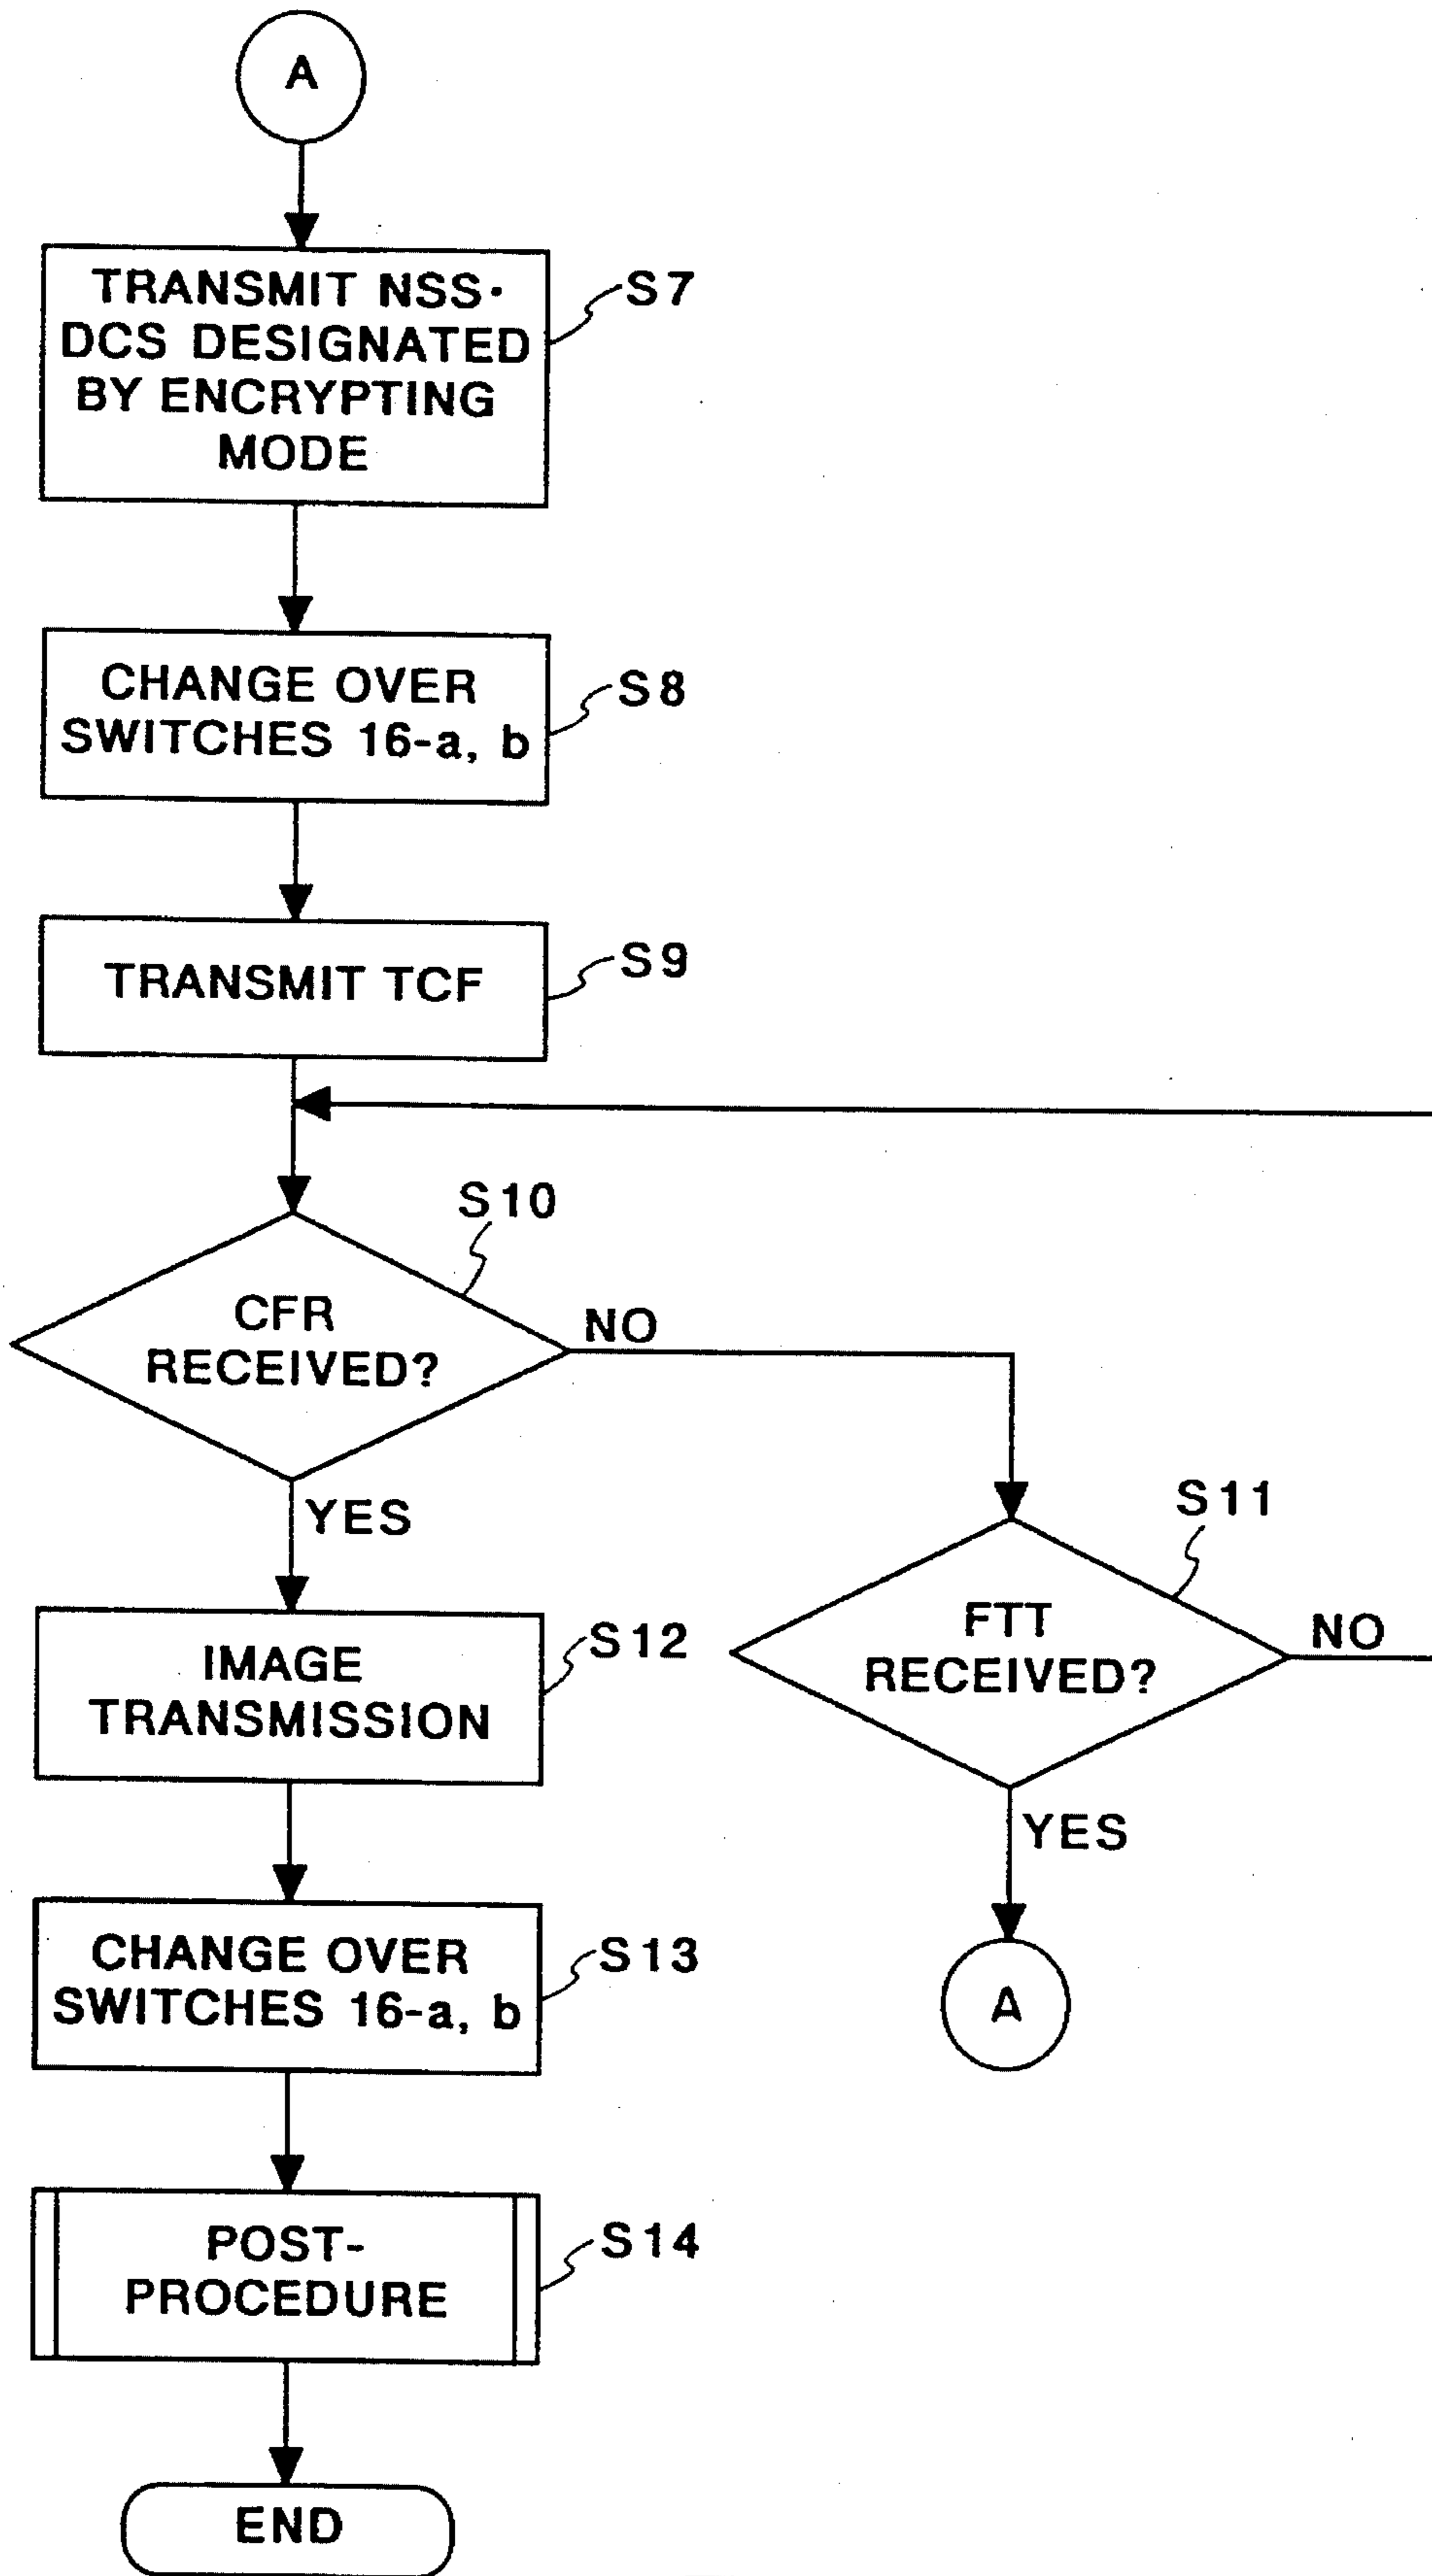 A
TRANSMIT NSS·
DCS DESIGNATED
BY ENCRYPTING
MODE
S7
CHANGE OVER
SWITCHES 16-a, b
S8
TRANSMIT TCF
S9
S10
CFR
RECEIVED?
NO
YES
S11
FTT
RECEIVED?
NO
YES
A
IMAGE
TRANSMISSION
S12
CHANGE OVER
SWITCHES 16-a, b
S13
POST-
PROCEDURE
S14
END